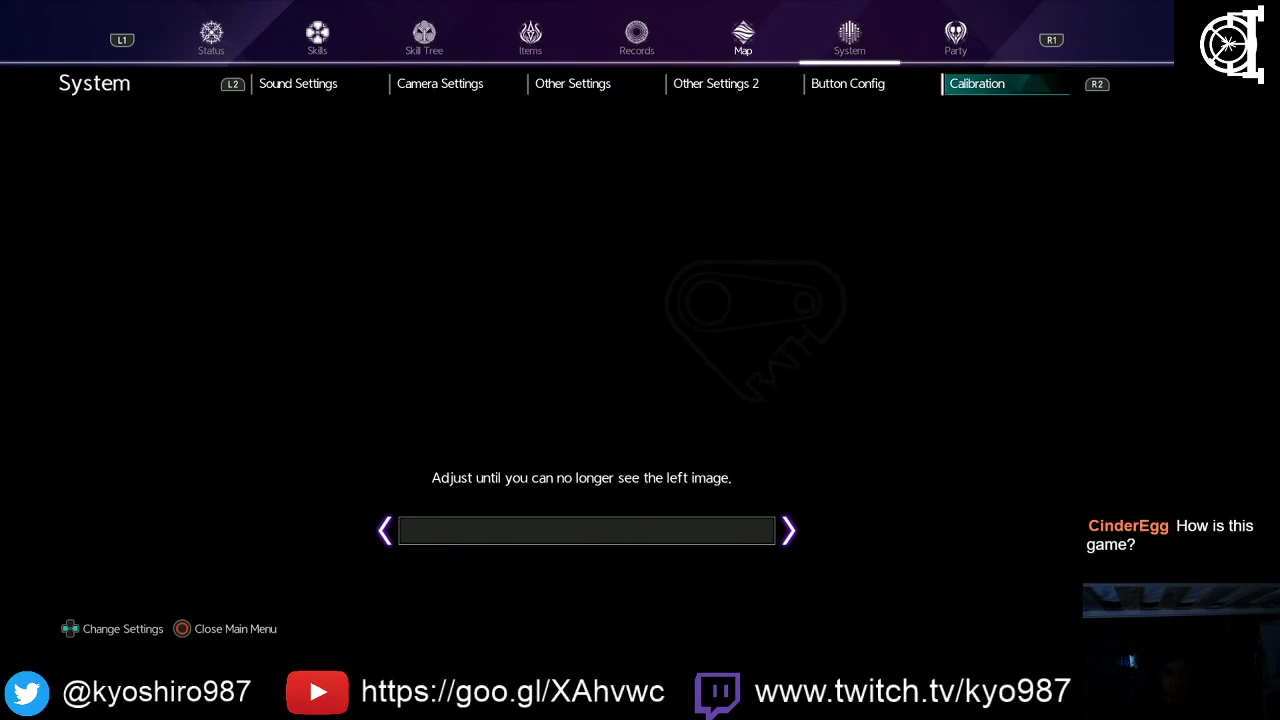 L1
Status
Skills
Skill Tree
Items
Records
Map
System
Party
R1
System
L2
Sound Settings
Camera Settings
Other Settings
Other Settings 2
Button Config
Calibration
R2
WRATH
Adjust until you can no longer see the left image.
CinderEgg How is this
game?
Change Settings
Close Main Menu
@kyoshiro987
https://goo.gl/XAhvwc
www.twitch.tv/kyo987